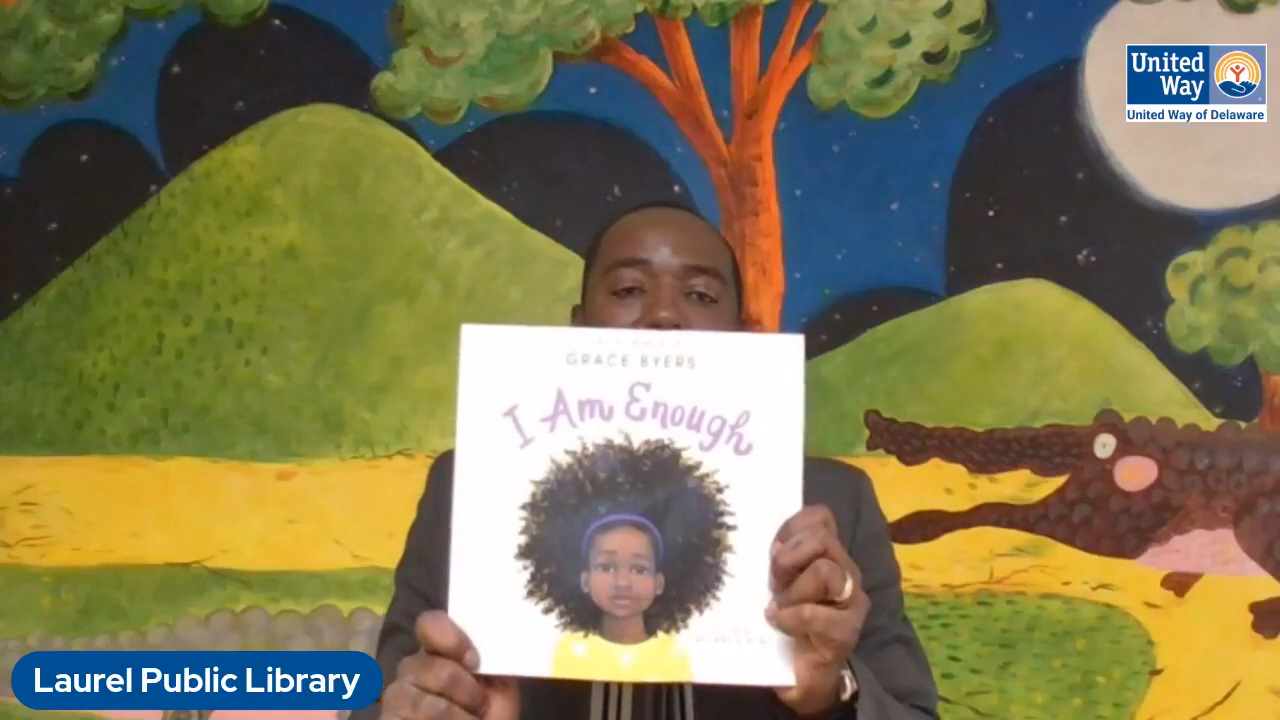 United
Way
United Way of Delaware
GRACE BYERS
I Am Enough
Laurel Public Library